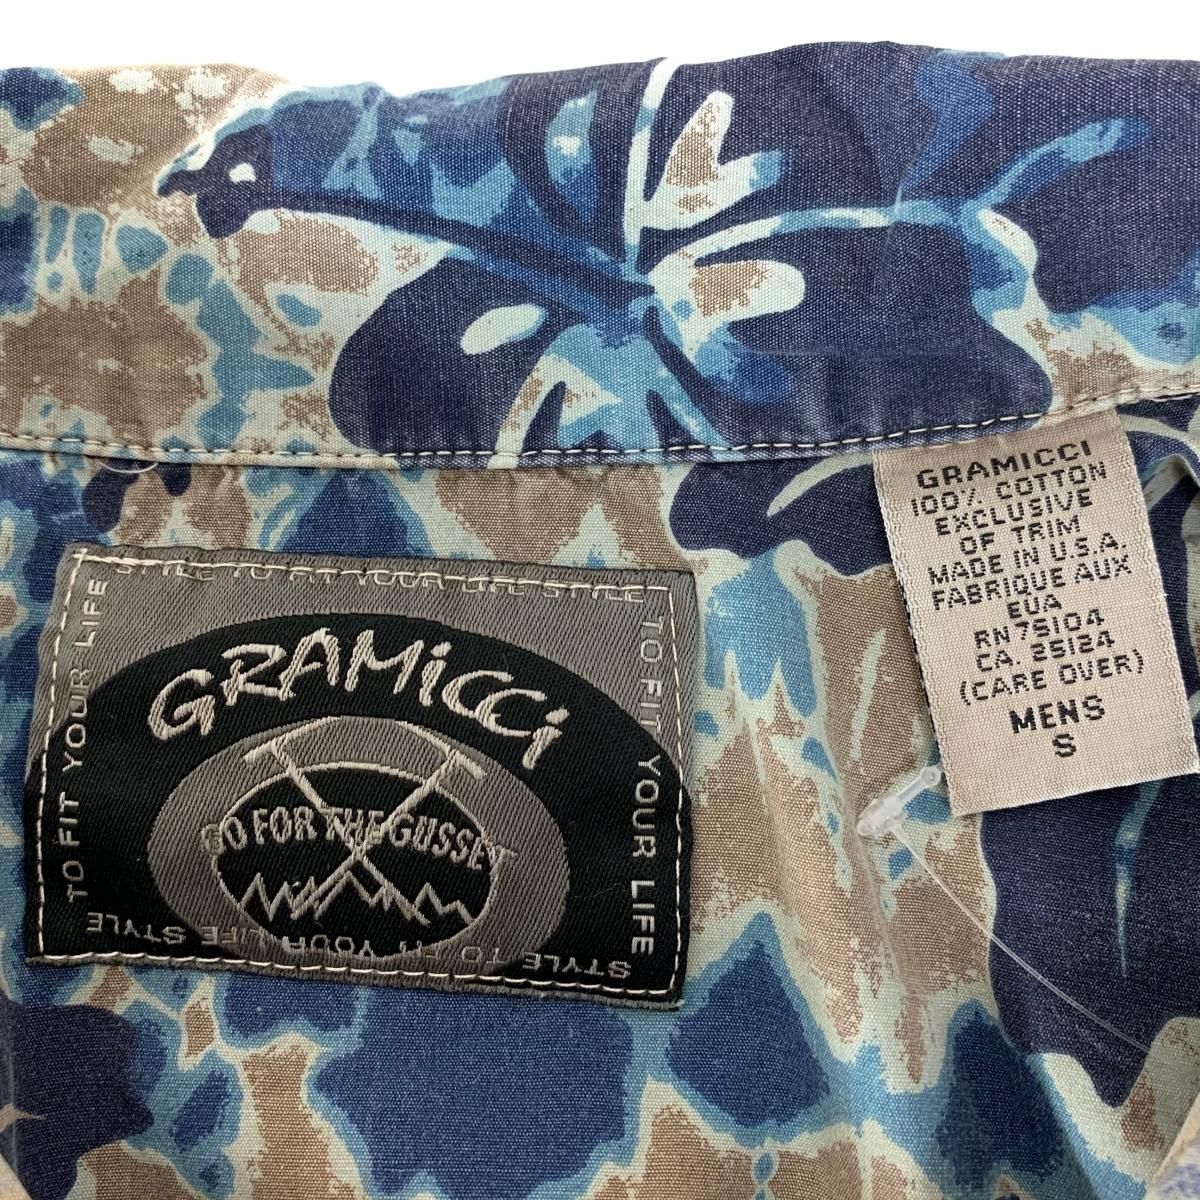 STYLE TO FIT YOUR LIFE STYLE
TO FIT YOUR LIFE
TO FIT YOUR LIFE
STYLE TO FIT YOUR LIFE STYLE
GRAMiCCi
GO FOR THE GUSSET
GRAMICCI
100% COTTON
EXCLUSIVE
OF TRIM
MADE IN U.S.A.
FABRIQUE AUX
EUA
RN75104
CA. 25124
(CARE OVER)
MENS
S